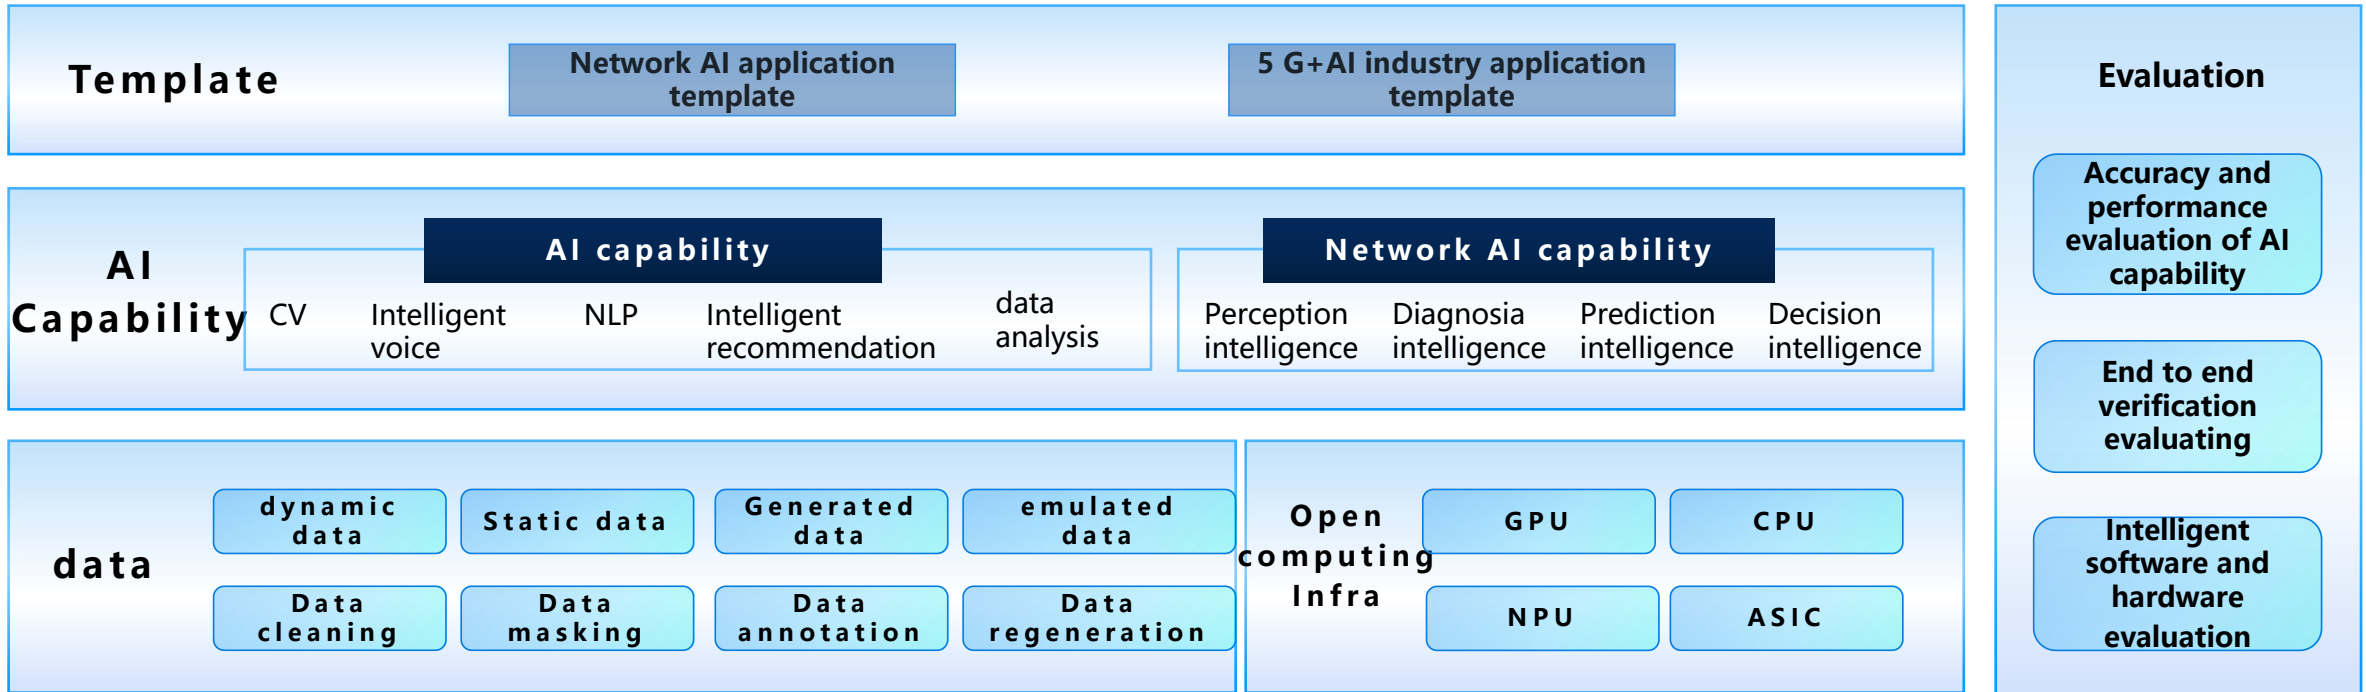 Template
Network AI application
template
5 G+AI industry application
template
AI
Capability
AI capability
CV
Intelligent
voice
NLP
Intelligent
recommendation
data
analysis
Network AI capability
Perception
intelligence
Diagnosia
intelligence
Prediction
intelligence
Decision
intelligence
data
dynamic
data
Static data
Generated
data
emulated
data
Data
cleaning
Data
masking
Data
annotation
Data
regeneration
Open
computing
Infra
GPU
CPU
NPU
ASIC
Evaluation
Accuracy and
performance
evaluation of AI
capability
End to end
verification
evaluating
Intelligent
software and
hardware
evaluation